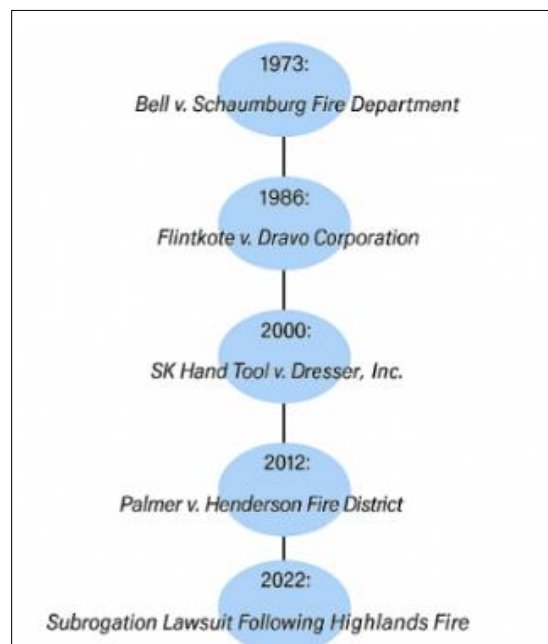 1973:
Bell v. Schaumburg Fire Department
1986:
Flintkote v. Dravo Corporation
2000:
SK Hand Tool v. Dresser, Inc.
2012:
Palmer v. Henderson Fire District
2022:
Subrogation Lawsuit Following Highlands Fire